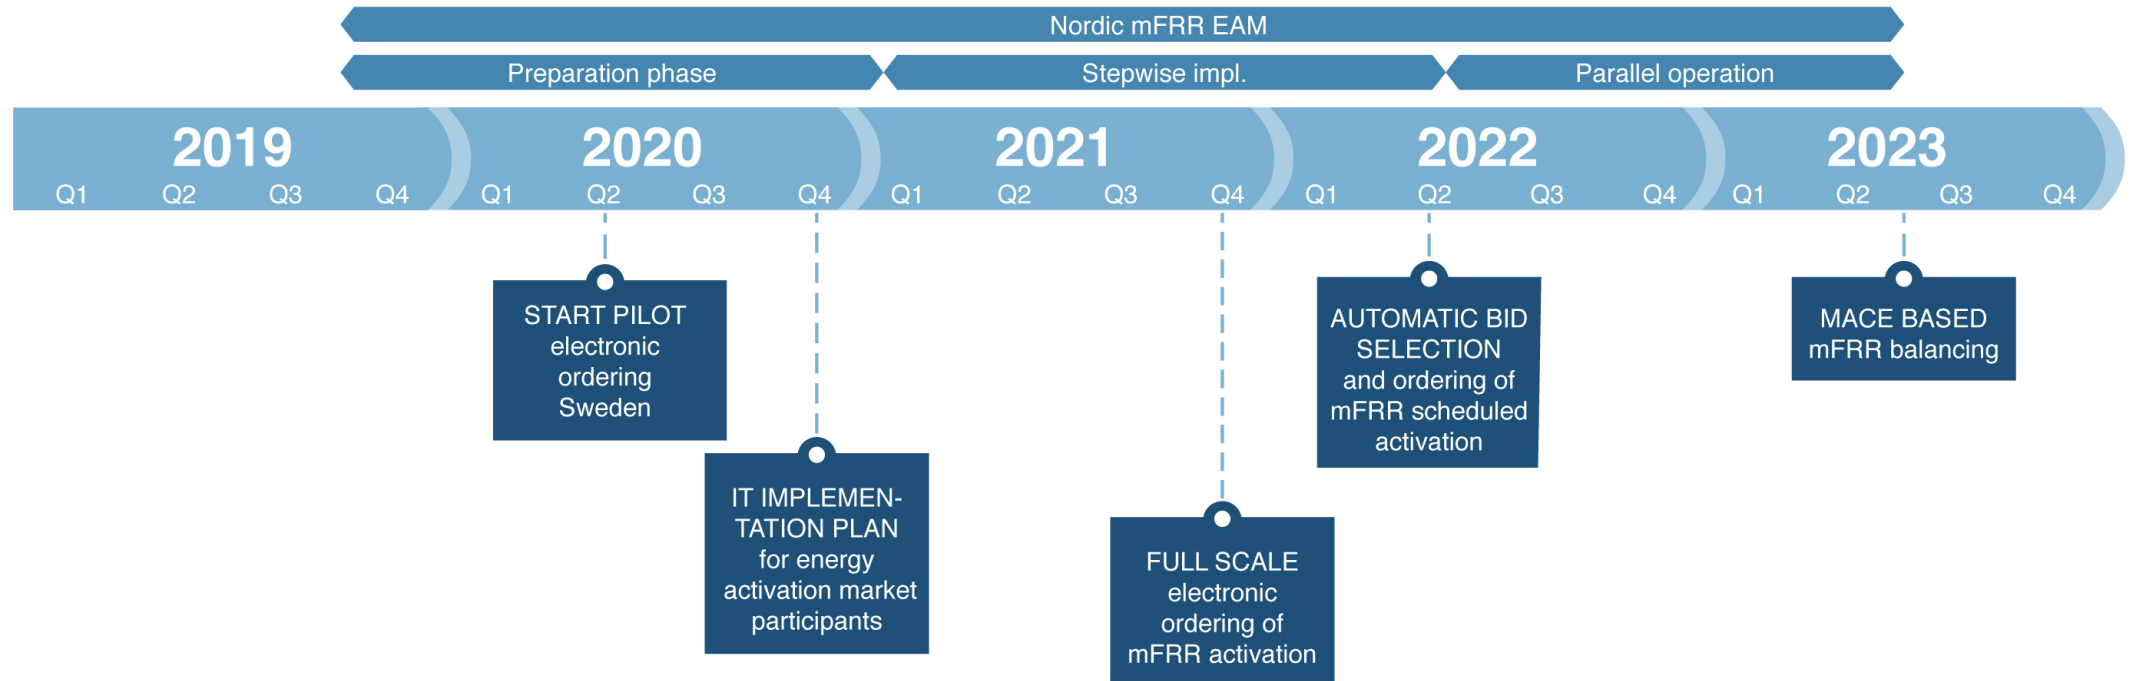 Nordic mFRR EAM
Preparation phase
Stepwise impl.
Parallel operation
2019
2020
2021
2022
2023
Q1 Q2 Q3 Q4 Q1 Q2 Q3 Q4 Q1 Q2 Q3 Q4 Q1 Q2 Q3 Q4 Q1 Q2 Q3 Q4
START PILOT
electronic
ordering
Sweden
IT IMPLEMEN-
TATION PLAN
for energy
activation market
participants
FULL SCALE
electronic
ordering of
mFRR activation
AUTOMATIC BID
SELECTION
and ordering of
mFRR scheduled
activation
MACE BASED
mFRR balancing